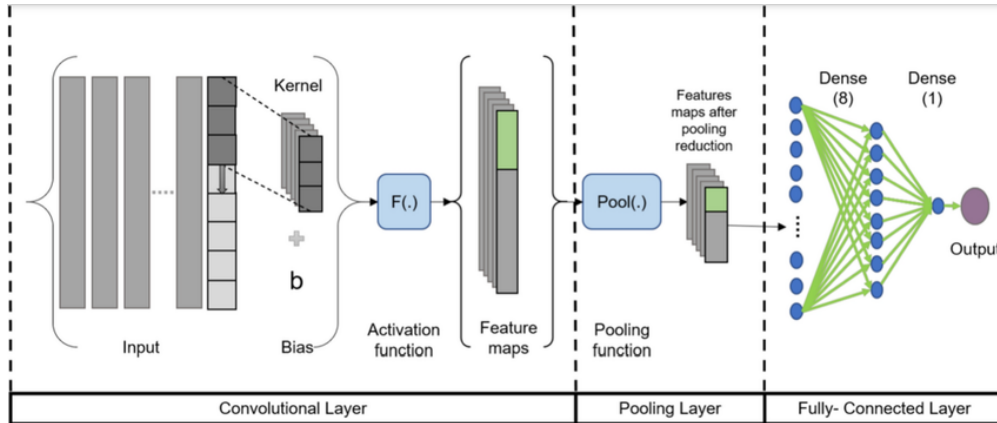 Kernel
b
Input
Bias
F(.)
Activation
function
Feature
maps
Pool(.)
Pooling
function
Features
maps after
pooling
reduction
Dense
(8)
Dense
(1)
Output
Convolutional Layer
Pooling Layer
Fully- Connected Layer